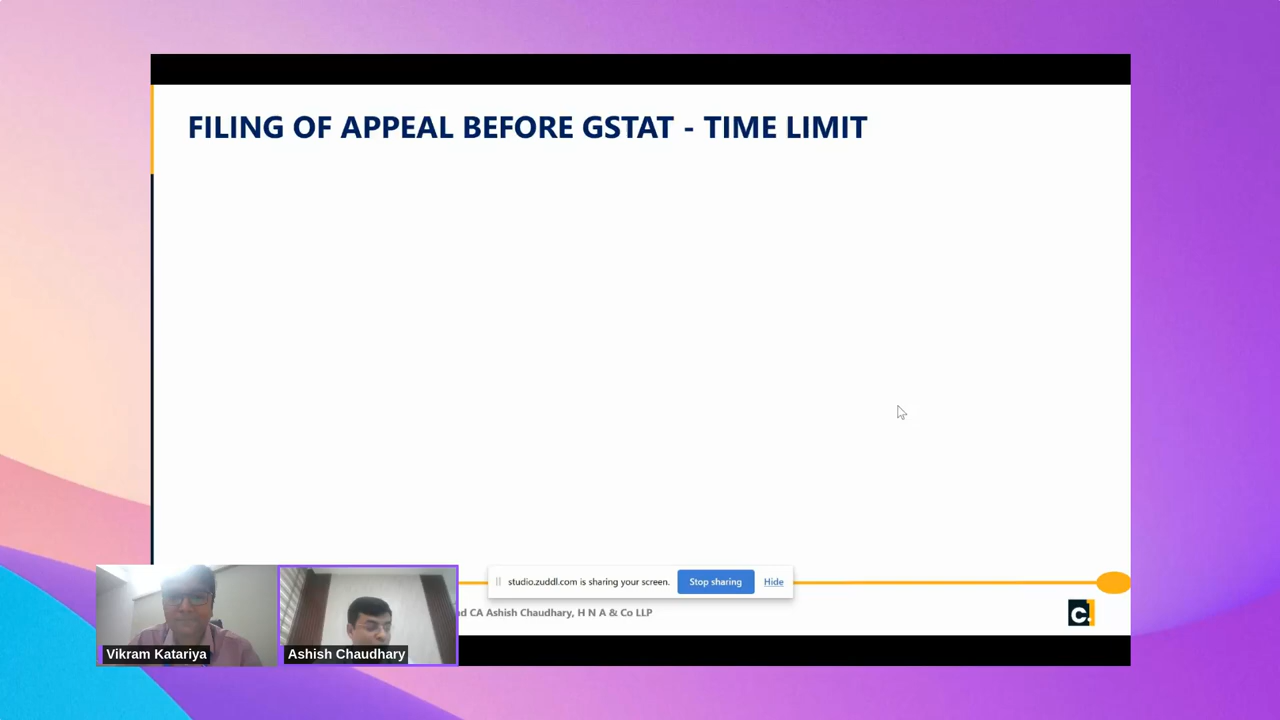 FILING OF APPEAL BEFORE GSTAT - TIME LIMIT
studio.zuddl.com is sharing your screen.
Stop sharing
Hide
CA Ashish Chaudhary, H N A & Co LLP
C.
Vikram Katariya
Ashish Chaudhary